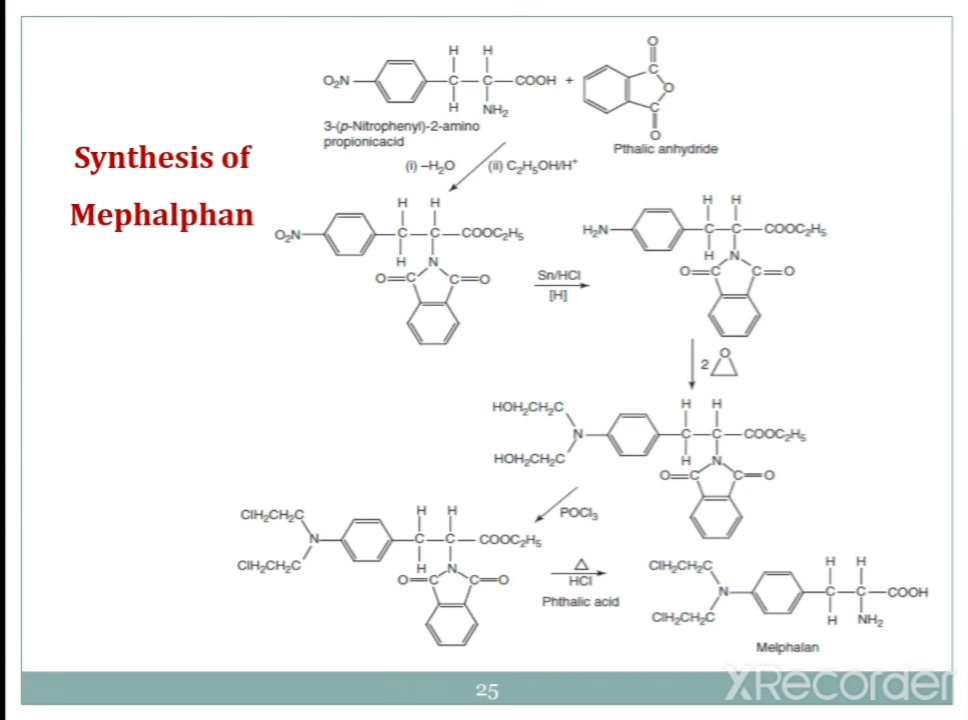 Synthesis of
Mephalphan
H H
O₂N C C COOH +
H NH₂
3-(p-Nitrophenyl)-2-amino
propionicacid
O
C
O
C
O
Pthalic anhydride
(i) –H₂O (ii) C₂H₅OH/H⁺
H H
O₂N C C COOC₂H₅
H N
O=C C=O
Sn/HCl
[H]
H H
H₂N C C COOC₂H₅
H N
O=C C=O
2 O
HOH₂CH₂C H H
N C C COOC₂H₅
HOH₂CH₂C H N
O=C C=O
POCl₃
ClH₂CH₂C H H
N C C COOC₂H₅
ClH₂CH₂C H N
O=C C=O
△
HCl
Phthalic acid
ClH₂CH₂C H H
N C C COOH
ClH₂CH₂C H NH₂
Melphalan
25
XRecorder